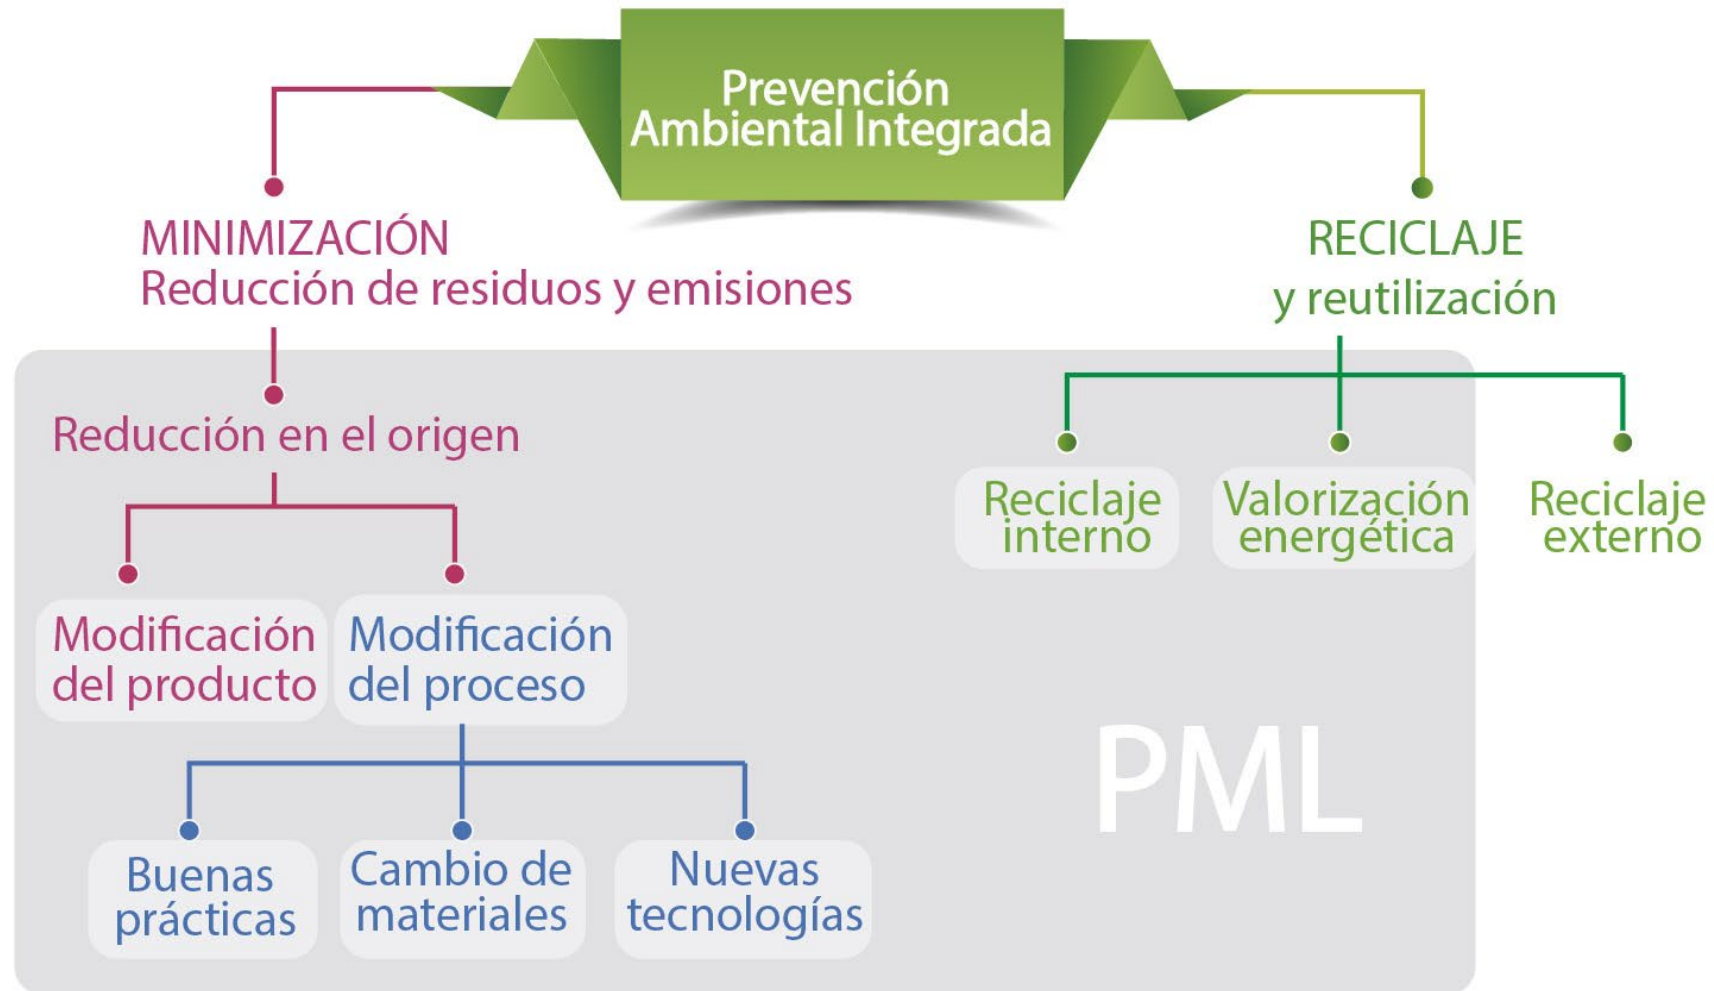 Prevención
Ambiental Integrada
MINIMIZACIÓN
Reducción de residuos y emisiones
RECICLAJE
y reutilización
Reducción en el origen
Reciclaje
interno
Valorización
energética
Reciclaje
externo
Modificación
del producto
Modificación
del proceso
PML
Buenas
prácticas
Cambio de
materiales
Nuevas
tecnologías